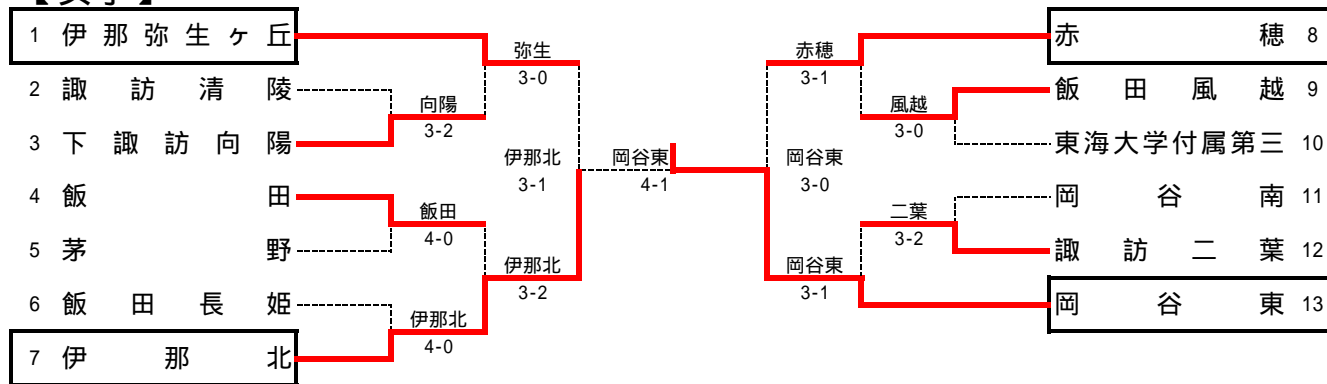 1 伊那弥生ヶ丘
2 諏訪清陵
3 下諏訪向陽
4 飯田
5 茅野
6 飯田長姫
7 伊那北
向陽
3-2
飯田
4-0
伊那北
4-0
弥生
3-0
伊那北
3-2
伊那北
3-1
岡谷東
4-1
岡谷東
3-0
赤穂
3-1
岡谷東
3-1
風越
3-0
二葉
3-2
赤穂 8
飯田風越 9
東海大学付属第三 10
岡谷南 11
諏訪二葉 12
岡谷東 13